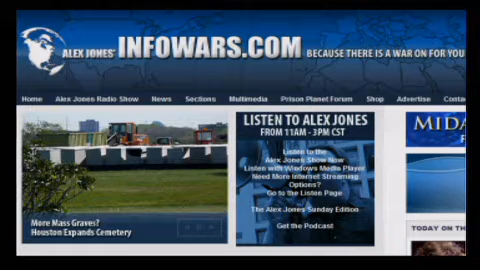 ALEX JONES' INFOWARS.COM BECAUSE THERE IS A WAR ON FOR YOU
Home Alex Jones Radio Show News Sections Multimedia Prison Planet Forum Shop Advertise Conta
LISTEN TO ALEX JONES
FROM 11AM - 3PM CST
Listen to the
Alex Jones Show Now
Listen with Windows Media Player
Need More Internet Streaming
Options?
Go to the Listen Page
The Alex Jones Sunday Edition
Get the Podcast
More Mass Graves?
Houston Expands Cemetery
MIDA
F
TODAY ON TH